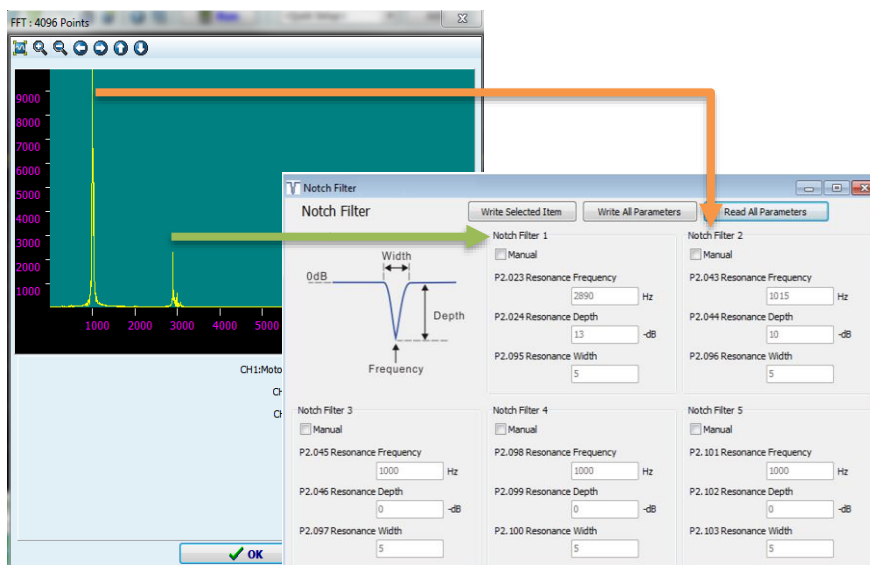 FFT : 4096 Points
9000
8000
7000
6000
5000
4000
3000
2000
1000
1000 2000 3000 4000 5000
CH1:Moto
OK
Notch Filter
Notch Filter
Write Selected Item
Write All Parameters
Read All Parameters
Width
0dB
Depth
Frequency
Notch Filter 1
Manual
P2.023 Resonance Frequency
2890 Hz
P2.024 Resonance Depth
13 -dB
P2.095 Resonance Width
5
Notch Filter 2
Manual
P2.043 Resonance Frequency
1015 Hz
P2.044 Resonance Depth
10 -dB
P2.096 Resonance Width
5
Notch Filter 3
Manual
P2.045 Resonance Frequency
1000 Hz
P2.046 Resonance Depth
0 -dB
P2.097 Resonance Width
5
Notch Filter 4
Manual
P2.098 Resonance Frequency
1000 Hz
P2.099 Resonance Depth
0 -dB
P2.100 Resonance Width
5
Notch Filter 5
Manual
P2.101 Resonance Frequency
1000 Hz
P2.102 Resonance Depth
0 -dB
P2.103 Resonance Width
5